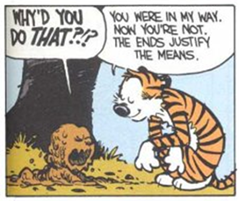 WHY'D YOU
DO THAT?!?
YOU WERE IN MY WAY.
NOW YOU'RE NOT.
THE ENDS JUSTIFY
THE MEANS.